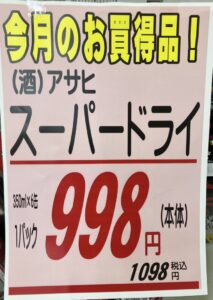 今月のお買得品！
（酒）アサヒ
スーパードライ
350ml×6缶
1パック
998円
（本体）
1098税込円